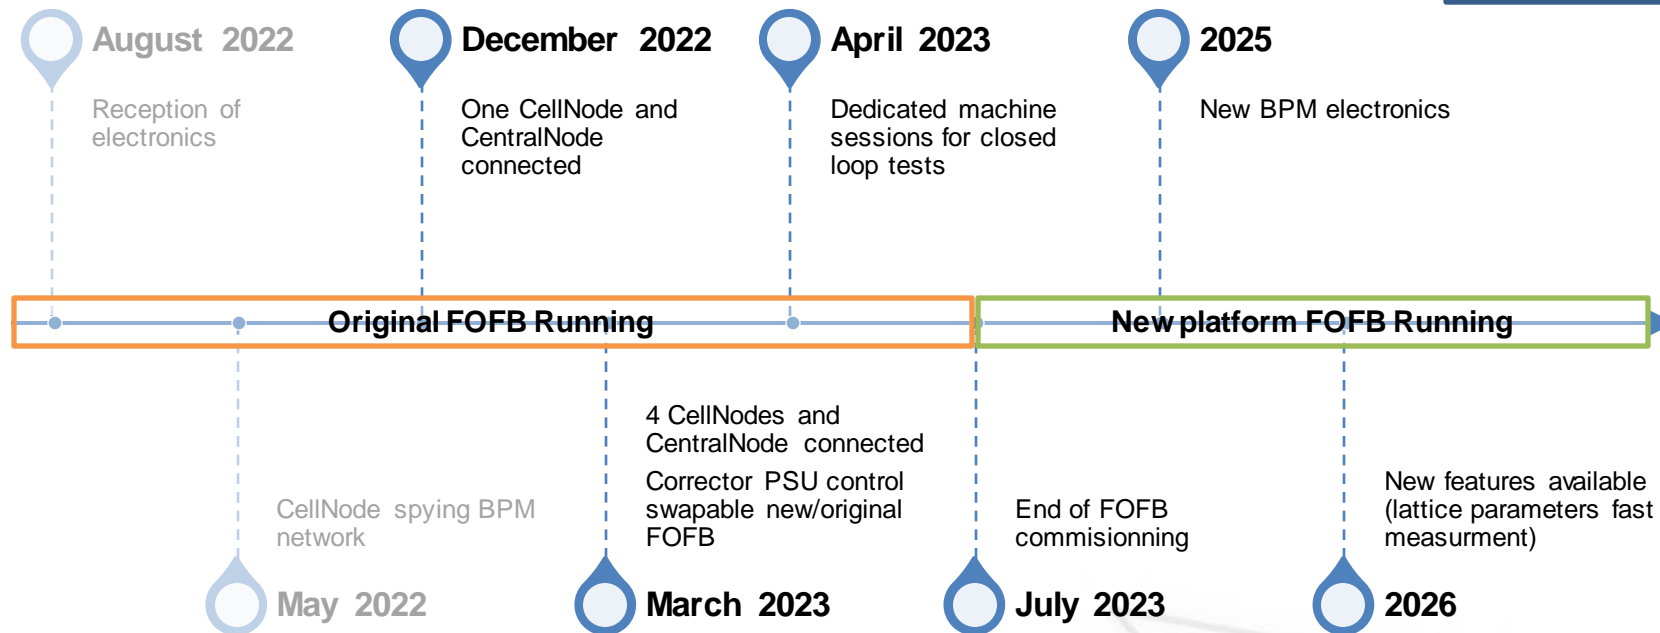 August 2022
Reception of
electronics
December 2022
One CellNode and
CentralNode
connected
April 2023
Dedicated machine
sessions for closed
loop tests
2025
New BPM electronics
Original FOFB Running
New platform FOFB Running
CellNode spying BPM
network
May 2022
4 CellNodes and
CentralNode connected
Corrector PSU control
swapable new/original
FOFB
March 2023
End of FOFB
commisionning
July 2023
New features available
(lattice parameters fast
measurment)
2026